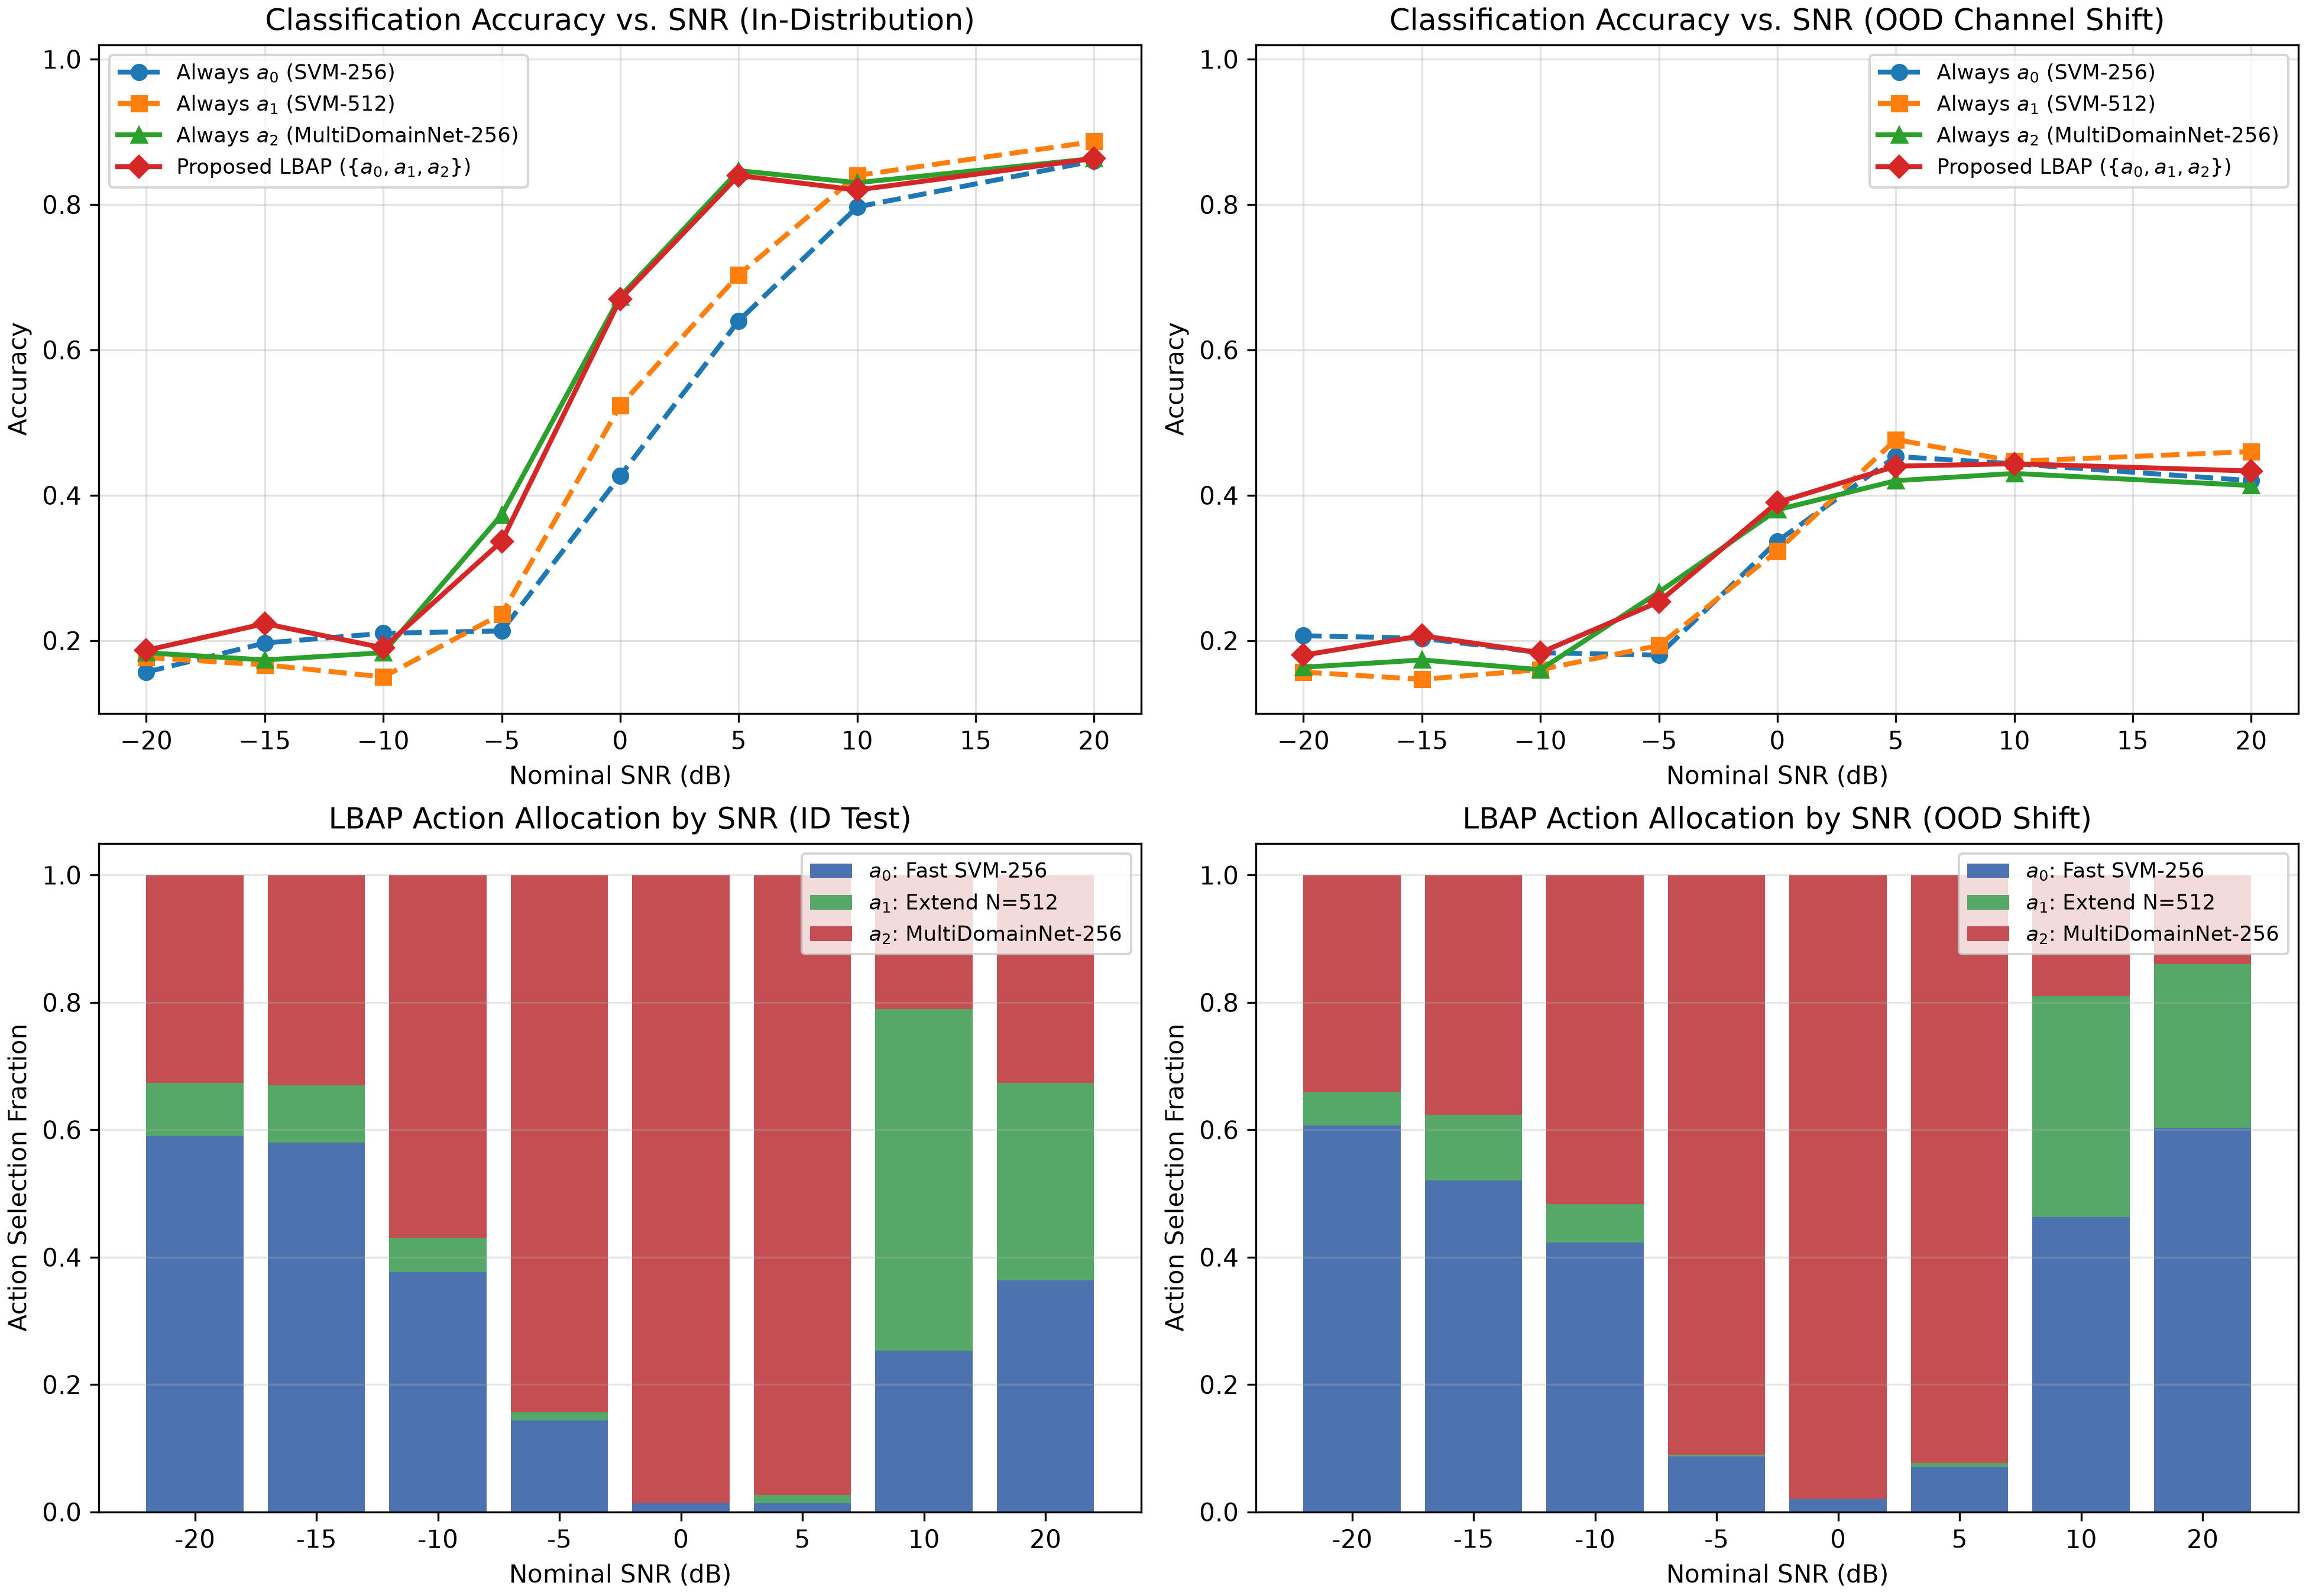 Classification Accuracy vs. SNR (In-Distribution)
Always a₀ (SVM-256)
Always a₁ (SVM-512)
Always a₂ (MultiDomainNet-256)
Proposed LBAP ({a₀, a₁, a₂})
Accuracy
1.0
0.8
0.6
0.4
0.2
−20 −15 −10 −5 0 5 10 15 20
Nominal SNR (dB)
Classification Accuracy vs. SNR (OOD Channel Shift)
Always a₀ (SVM-256)
Always a₁ (SVM-512)
Always a₂ (MultiDomainNet-256)
Proposed LBAP ({a₀, a₁, a₂})
Accuracy
1.0
0.8
0.6
0.4
0.2
−20 −15 −10 −5 0 5 10 15 20
Nominal SNR (dB)
LBAP Action Allocation by SNR (ID Test)
a₀: Fast SVM-256
a₁: Extend N=512
a₂: MultiDomainNet-256
Action Selection Fraction
1.0
0.8
0.6
0.4
0.2
0.0
-20 -15 -10 -5 0 5 10 20
Nominal SNR (dB)
LBAP Action Allocation by SNR (OOD Shift)
a₀: Fast SVM-256
a₁: Extend N=512
a₂: MultiDomainNet-256
Action Selection Fraction
1.0
0.8
0.6
0.4
0.2
0.0
-20 -15 -10 -5 0 5 10 20
Nominal SNR (dB)